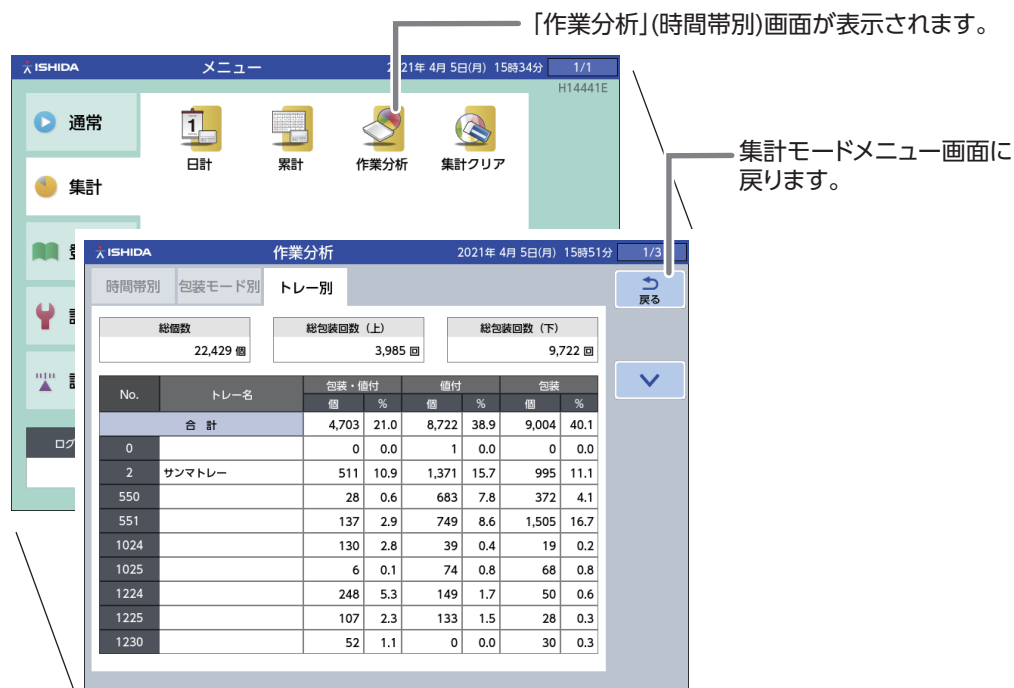 「作業分析」(時間帯別)画面が表示されます。
ISHIDA メニュー 2021年 4月 5日(月) 15時34分 1/1
H14441E
通常
日計 累計 作業分析 集計クリア
集計
集計モードメニュー画面に
戻ります。
ISHIDA 作業分析 2021年 4月 5日(月) 15時51分 1/3
時間帯別 包装モード別 トレー別
戻る
総個数 総包装回数（上） 総包装回数（下）
22,429 個 3,985 回 9,722 回
No. トレー名 包装・値付 値付 包装
個 % 個 % 個 %
合 計 4,703 21.0 8,722 38.9 9,004 40.1
0 0 0.0 1 0.0 0 0.0
2 サンマトレー 511 10.9 1,371 15.7 995 11.1
550 28 0.6 683 7.8 372 4.1
551 137 2.9 749 8.6 1,505 16.7
1024 130 2.8 39 0.4 19 0.2
1025 6 0.1 74 0.8 68 0.8
1224 248 5.3 149 1.7 50 0.6
1225 107 2.3 133 1.5 28 0.3
1230 52 1.1 0 0.0 30 0.3
ログ